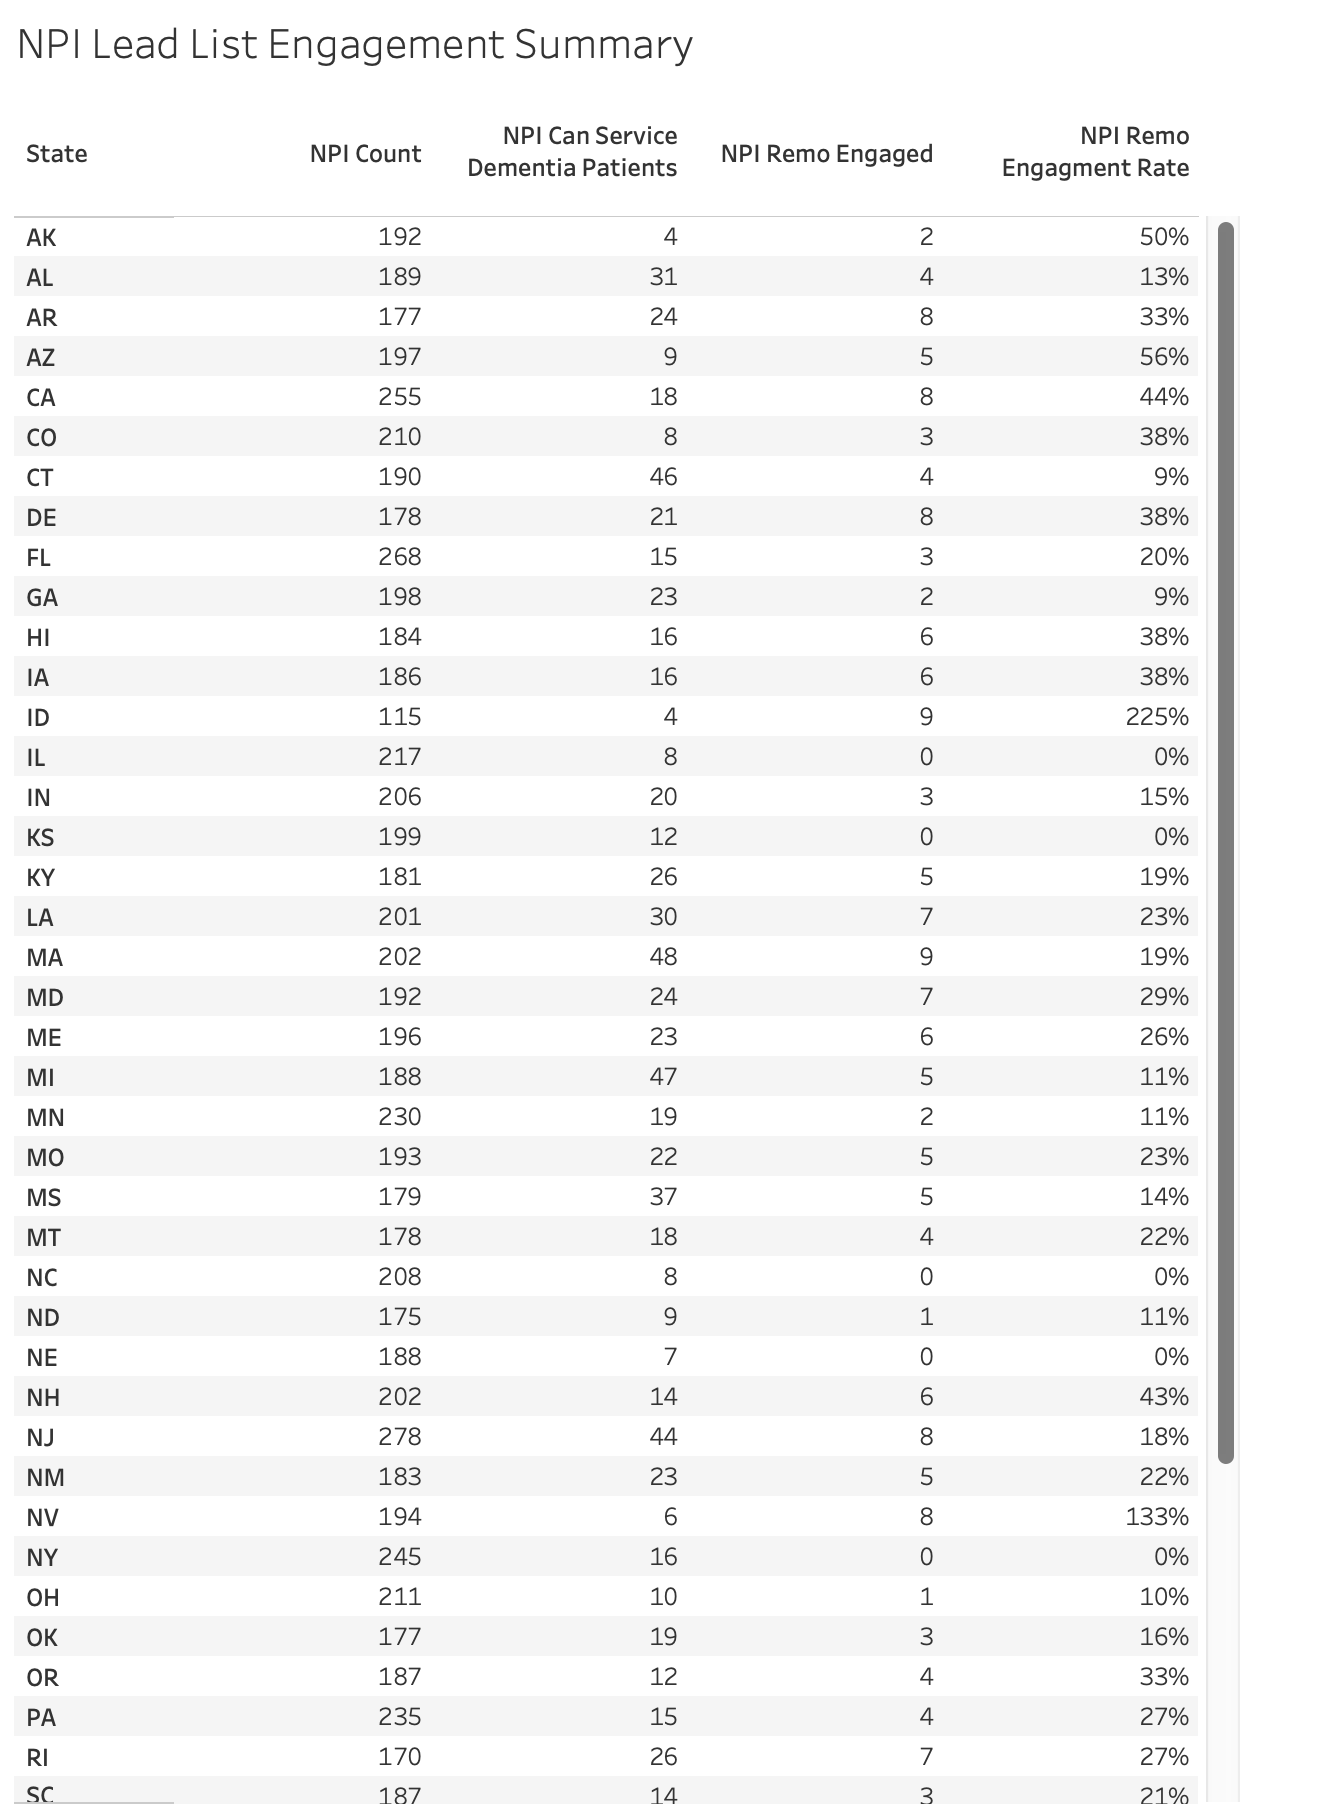 NPI Lead List Engagement Summary
State NPI Count NPI Can Service Dementia Patients NPI Remo Engaged NPI Remo Engagment Rate
AK 192 4 2 50%
AL 189 31 4 13%
AR 177 24 8 33%
AZ 197 9 5 56%
CA 255 18 8 44%
CO 210 8 3 38%
CT 190 46 4 9%
DE 178 21 8 38%
FL 268 15 3 20%
GA 198 23 2 9%
HI 184 16 6 38%
IA 186 16 6 38%
ID 115 4 9 225%
IL 217 8 0 0%
IN 206 20 3 15%
KS 199 12 0 0%
KY 181 26 5 19%
LA 201 30 7 23%
MA 202 48 9 19%
MD 192 24 7 29%
ME 196 23 6 26%
MI 188 47 5 11%
MN 230 19 2 11%
MO 193 22 5 23%
MS 179 37 5 14%
MT 178 18 4 22%
NC 208 8 0 0%
ND 175 9 1 11%
NE 188 7 0 0%
NH 202 14 6 43%
NJ 278 44 8 18%
NM 183 23 5 22%
NV 194 6 8 133%
NY 245 16 0 0%
OH 211 10 1 10%
OK 177 19 3 16%
OR 187 12 4 33%
PA 235 15 4 27%
RI 170 26 7 27%
SC 187 14 3 21%